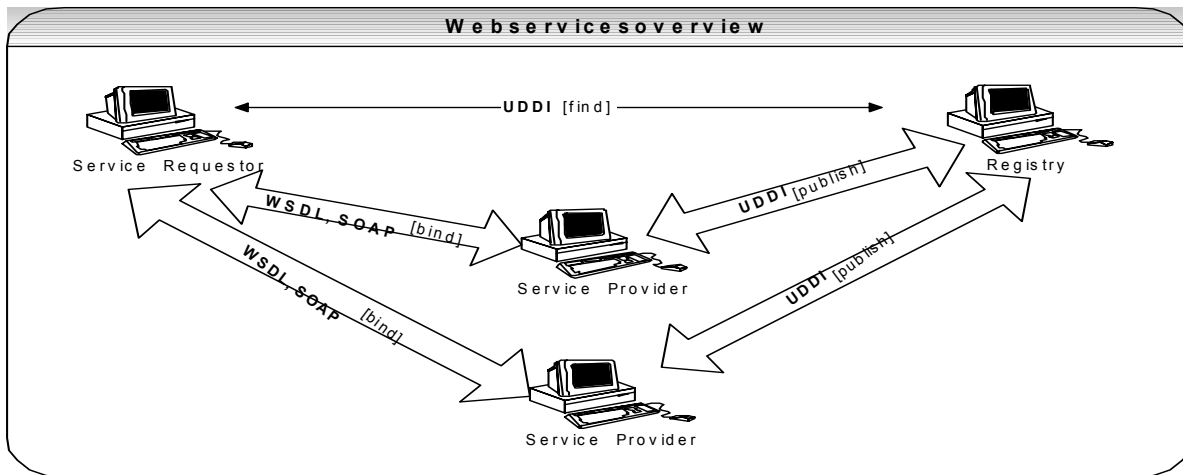 Webservicesoverview
UDDI [find]
Service Requestor
Registry
WSDL, SOAP [bind]
UDDI [publish]
Service Provider
WSDL, SOAP [bind]
UDDI [publish]
Service Provider